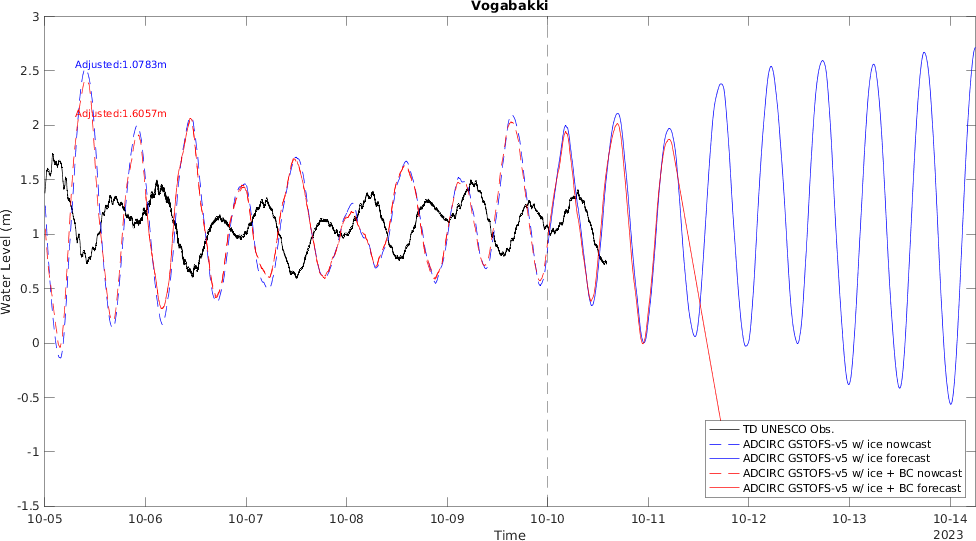 Vogabakki
3
2.5
2
1.5
1
0.5
0
-0.5
-1
-1.5
Water Level (m)
Adjusted:1.0783m
Adjusted:1.6057m
TD UNESCO Obs.
ADCIRC GSTOFS-v5 w/ ice nowcast
ADCIRC GSTOFS-v5 w/ ice forecast
ADCIRC GSTOFS-v5 w/ ice + BC nowcast
ADCIRC GSTOFS-v5 w/ ice + BC forecast
10-05 10-06 10-07 10-08 10-09 10-10 10-11 10-12 10-13 10-14
Time 2023